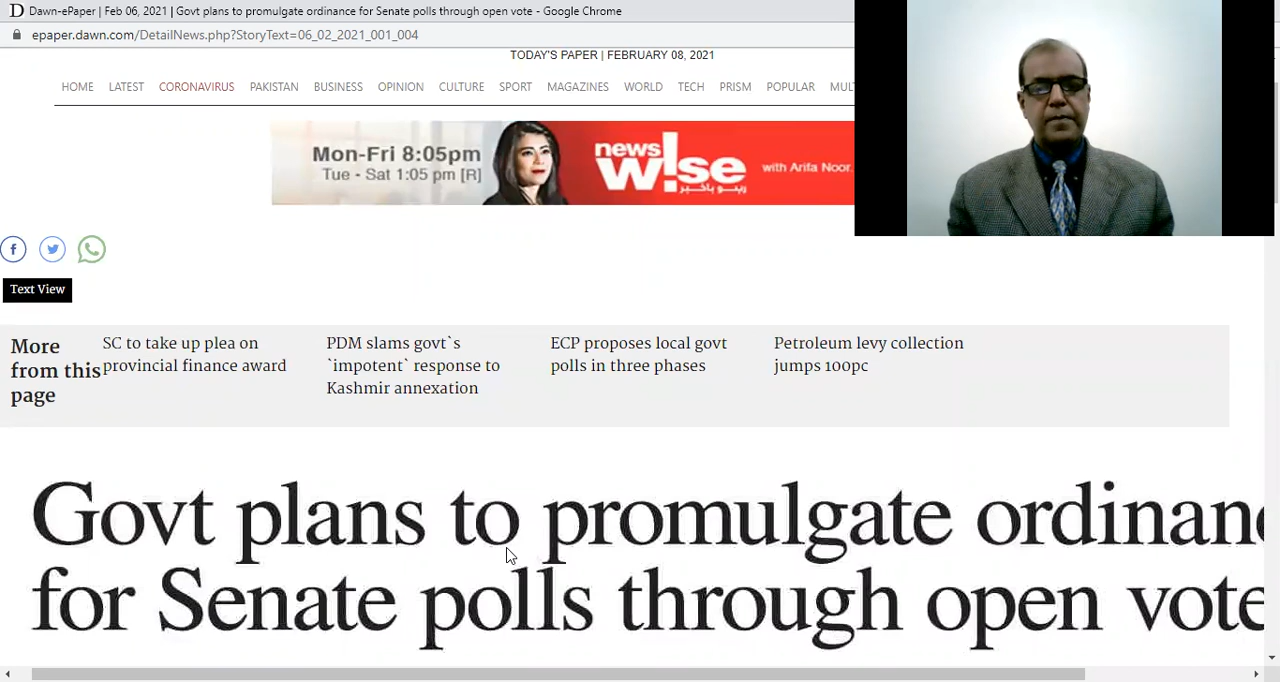 D Dawn-ePaper | Feb 06, 2021 | Govt plans to promulgate ordinance for Senate polls through open vote - Google Chrome
epaper.dawn.com/DetailNews.php?StoryText=06_02_2021_001_004
TODAY'S PAPER | FEBRUARY 08, 2021
HOME LATEST CORONAVIRUS PAKISTAN BUSINESS OPINION CULTURE SPORT MAGAZINES WORLD TECH PRISM POPULAR MULT
Mon-Fri 8:05pm
Tue - Sat 1:05 pm [R]
news
w!se
with Arifa Noor.
Text View
More from this page
SC to take up plea on
provincial finance award
PDM slams govt`s
`impotent` response to
Kashmir annexation
ECP proposes local govt
polls in three phases
Petroleum levy collection
jumps 100pc
Govt plans to promulgate ordinanc
for Senate polls through open vote